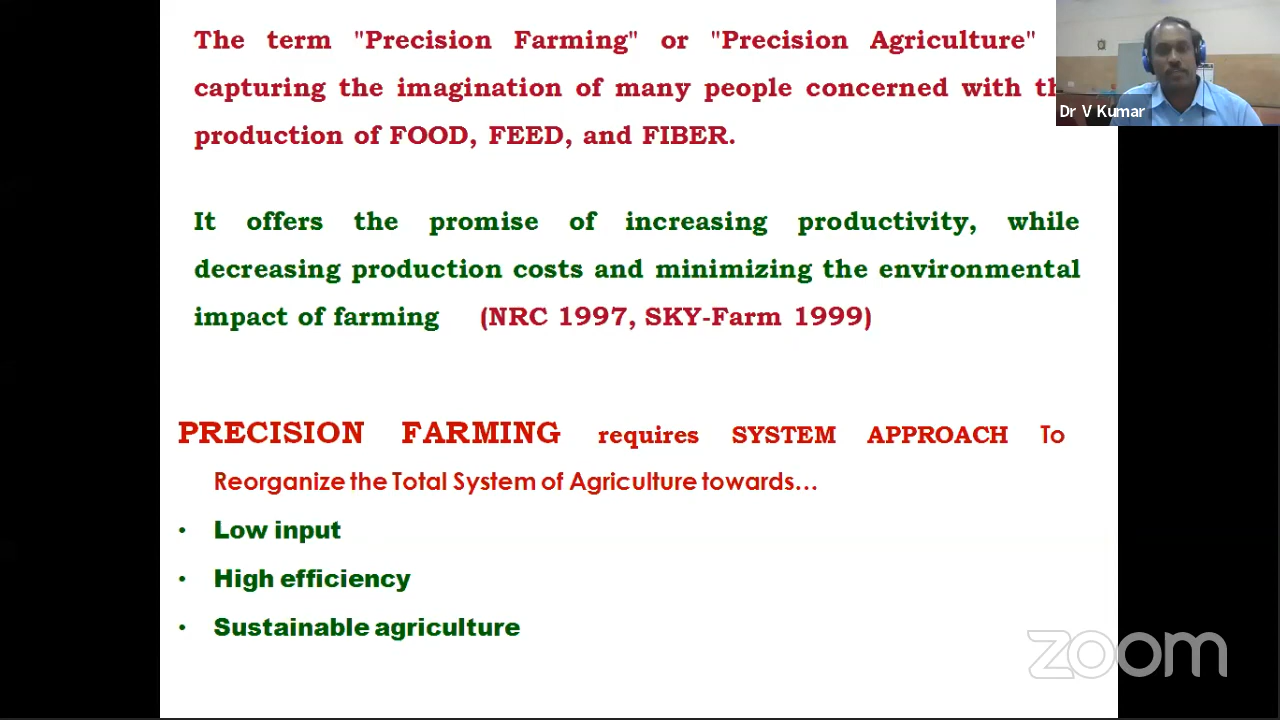 The term "Precision Farming" or "Precision Agriculture"
capturing the imagination of many people concerned with
production of FOOD, FEED, and FIBER.
It offers the promise of increasing productivity, while
decreasing production costs and minimizing the environmental
impact of farming (NRC 1997, SKY-Farm 1999)
PRECISION FARMING requires SYSTEM APPROACH To
Reorganize the Total System of Agriculture towards…
• Low input
• High efficiency
• Sustainable agriculture
Dr V Kumar
zoom